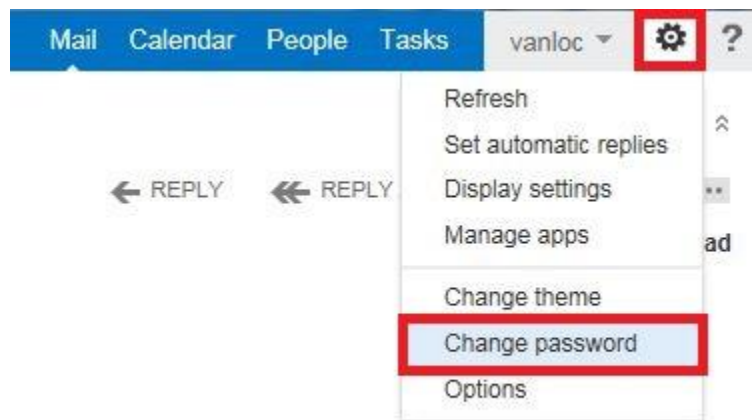 Mail Calendar People Tasks vanloc ?
Refresh
Set automatic replies
REPLY REPLY Display settings
Manage apps ad
Change theme
Change password
Options